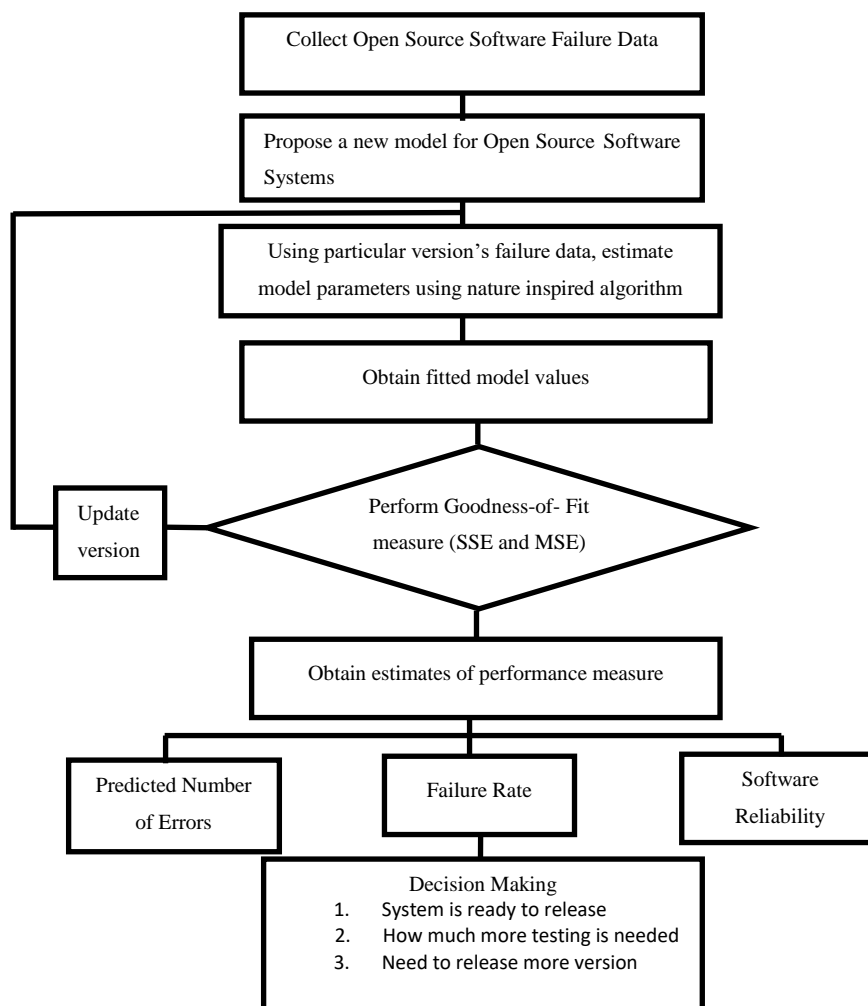 Collect Open Source Software Failure Data
Propose a new model for Open Source Software
Systems
Using particular version’s failure data, estimate
model parameters using nature inspired algorithm
Obtain fitted model values
Perform Goodness-of- Fit
measure (SSE and MSE)
Update
version
Obtain estimates of performance measure
Predicted Number
of Errors
Failure Rate
Software
Reliability
Decision Making
1. System is ready to release
2. How much more testing is needed
3. Need to release more version